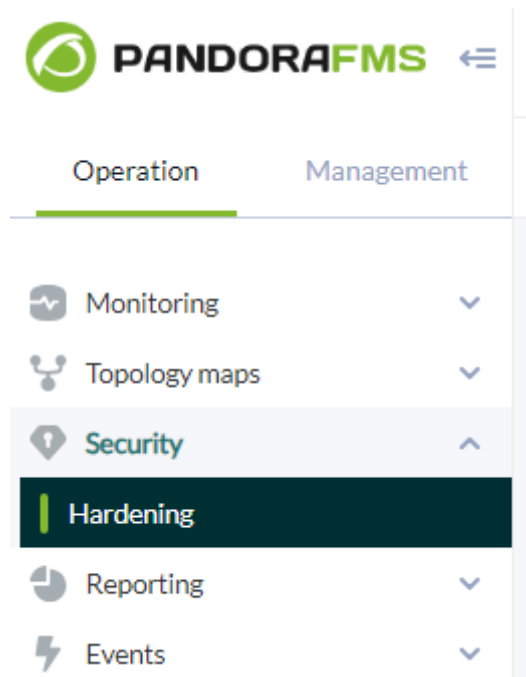 PANDORAFMS
Operation Management
Monitoring
Topology maps
Security
Hardening
Reporting
Events